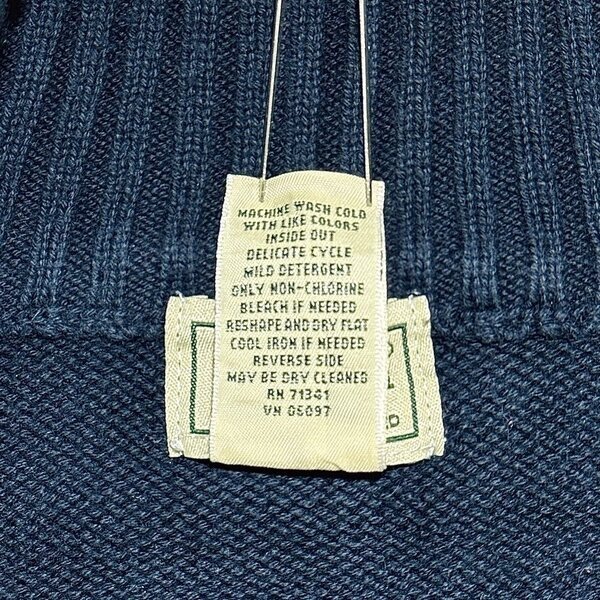 MACHINE WASH COLD
WITH LIKE COLORS
INSIDE OUT
DELICATE CYCLE
MILD DETERGENT
ONLY NON-CHLORINE
BLEACH IF NEEDED
RESHAPE AND DRY FLAT
COOL IRON IF NEEDED
REVERSE SIDE
MAY BE DRY CLEANED
RN 71341
VN 06097